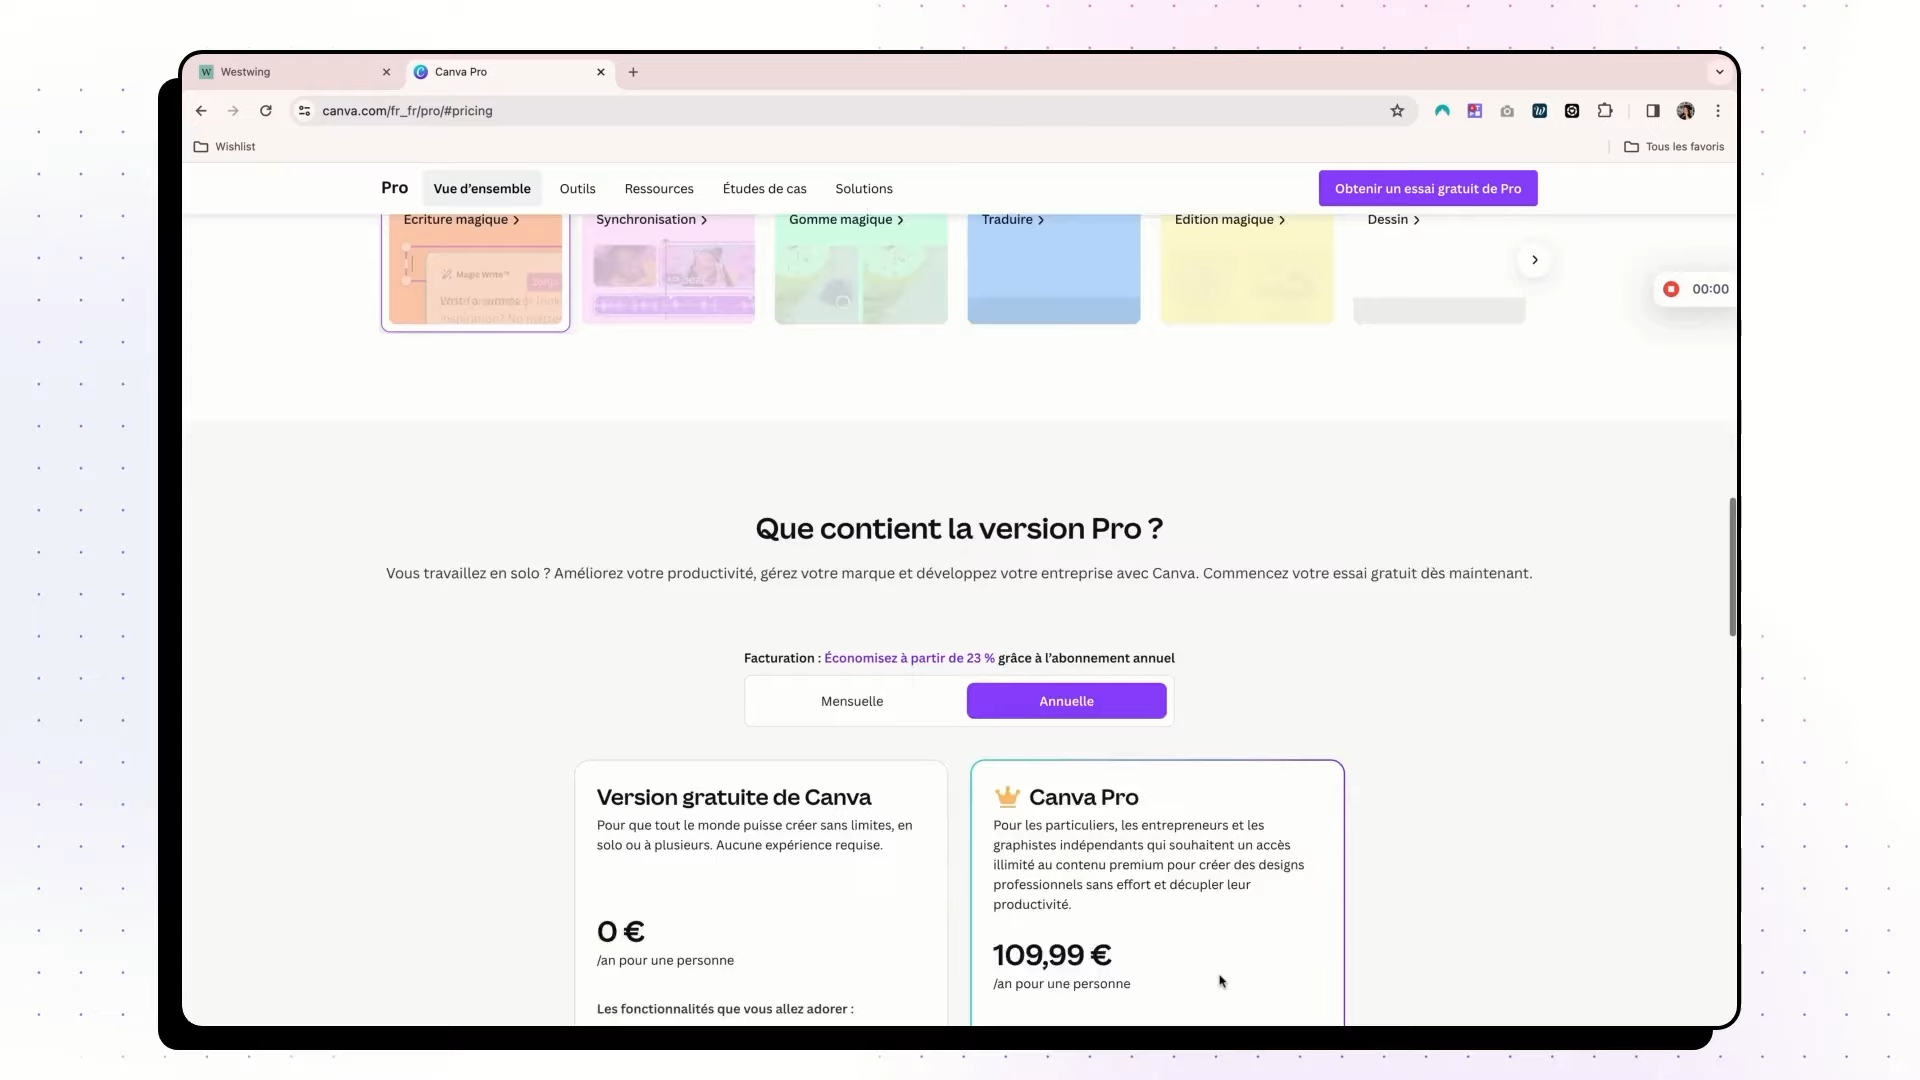 Westwing
Canva Pro
canva.com/fr_fr/pro/#pricing
Wishlist
Tous les favoris
Pro
Vue d'ensemble
Outils
Ressources
Études de cas
Solutions
Obtenir un essai gratuit de Pro
Écriture magique
Synchronisation
Gomme magique
Traduire
Édition magique
Dessin
Magic Write™
00:00
Que contient la version Pro ?
Vous travaillez en solo ? Améliorez votre productivité, gérez votre marque et développez votre entreprise avec Canva. Commencez votre essai gratuit dès maintenant.
Facturation : Économisez à partir de 23 % grâce à l'abonnement annuel
Mensuelle
Annuelle
Version gratuite de Canva
Pour que tout le monde puisse créer sans limites, en
solo ou à plusieurs. Aucune expérience requise.
0 €
/an pour une personne
Les fonctionnalités que vous allez adorer :
Canva Pro
Pour les particuliers, les entrepreneurs et les
graphistes indépendants qui souhaitent un accès
illimité au contenu premium pour créer des designs
professionnels sans effort et décupler leur
productivité.
109,99 €
/an pour une personne